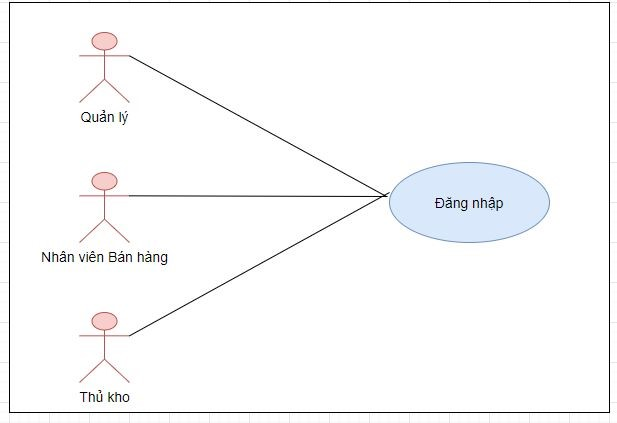 Quản lý
Nhân viên Bán hàng
Đăng nhập
Thủ kho